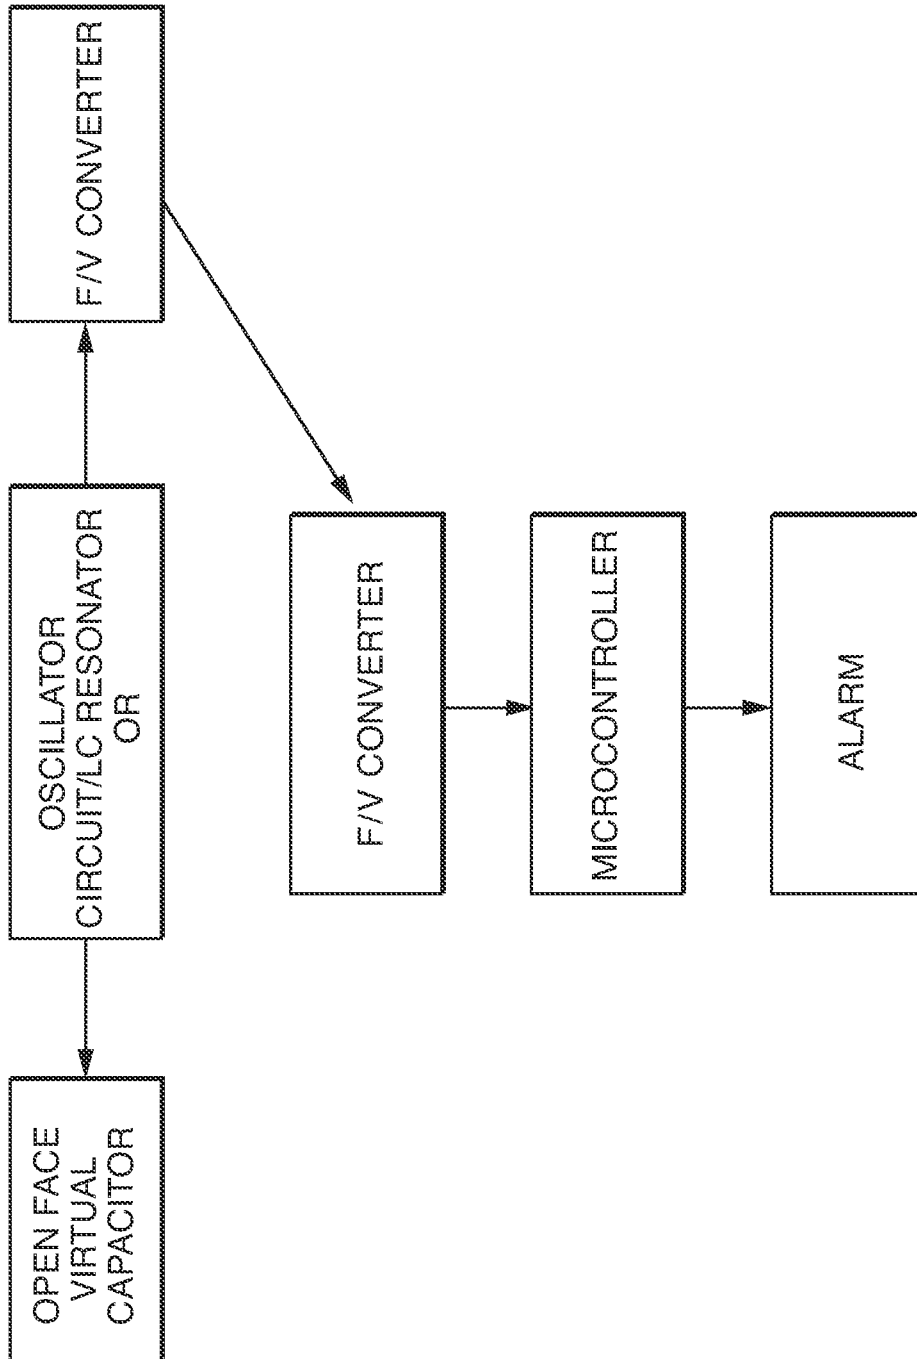 OPEN FACE
VIRTUAL
CAPACITOR
OSCILLATOR
CIRCUIT/LC RESONATOR
OR
F/V CONVERTER
F/V CONVERTER
MICROCONTROLLER
ALARM